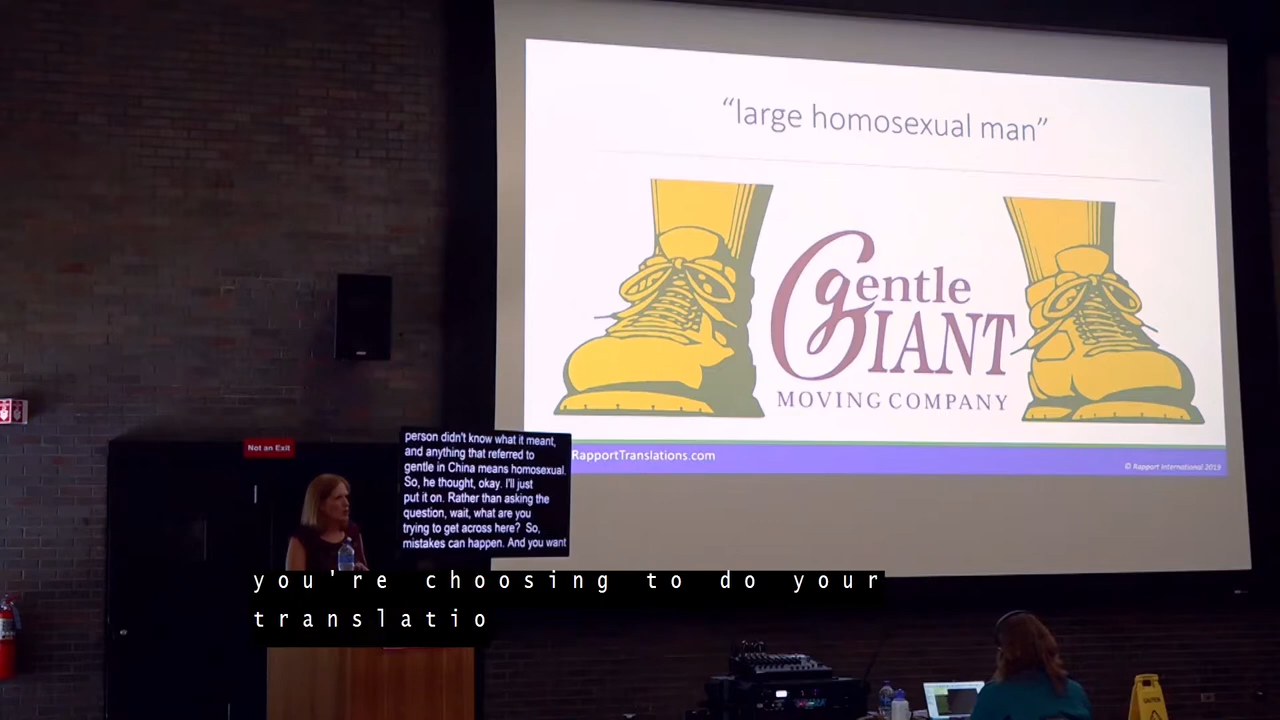 “large homosexual man”
Gentle
GIANT
MOVING COMPANY
RapportTranslations.com
© Rapport International 2019
Not an Exit
person didn't know what it meant,
and anything that referred to
gentle in China means homosexual.
So, he thought, okay. I'll just
put it on. Rather than asking the
question, wait, what are you
trying to get across here? So,
mistakes can happen. And you want
you're choosing to do your
translatio
CAUTION